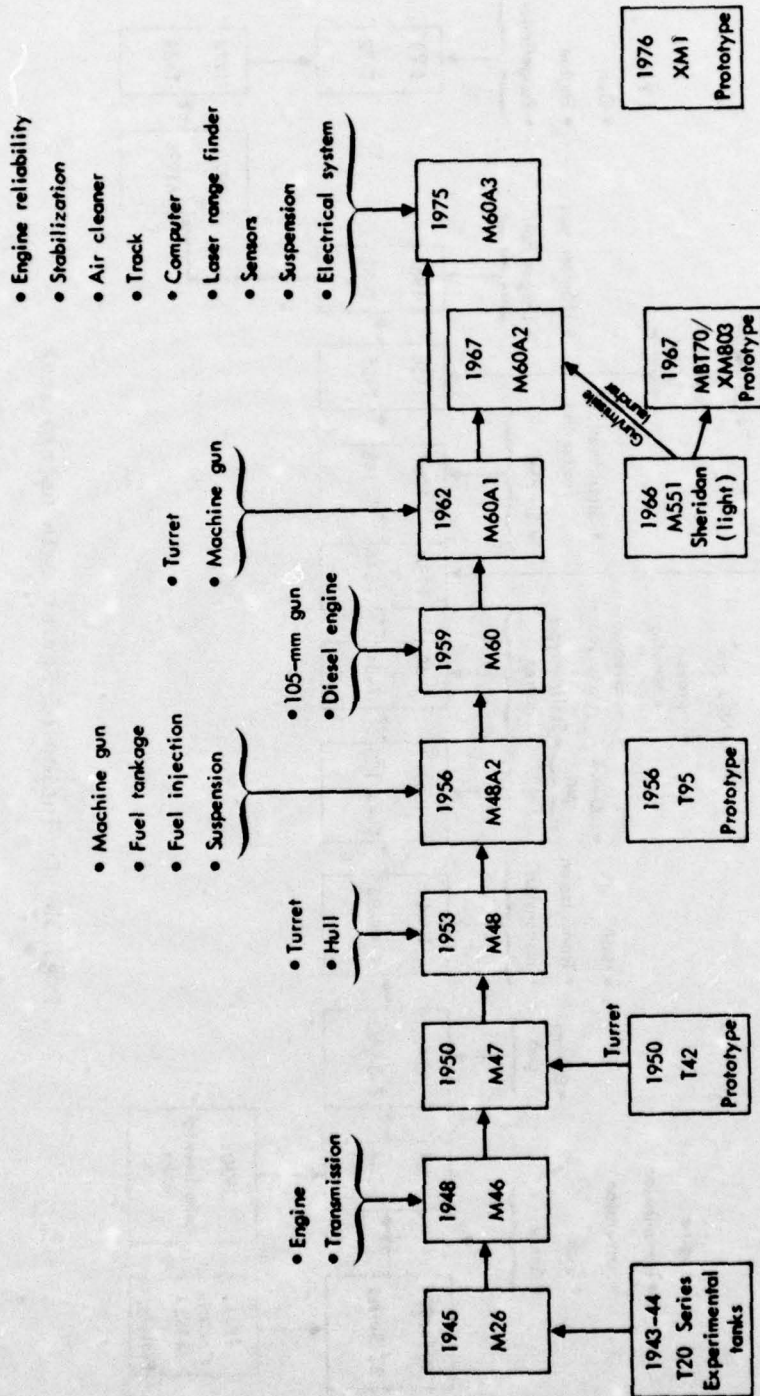 • Engine
• Transmission
• Turret
• Hull
• Machine gun
• Fuel tankage
• Fuel injection
• Suspension
• 105-mm gun
• Diesel engine
• Turret
• Machine gun
• Engine reliability
• Stabilization
• Air cleaner
• Track
• Computer
• Laser range finder
• Sensors
• Suspension
• Electrical system
1945
M26
1948
M46
1950
M47
1953
M48
1956
M48A2
1959
M60
1962
M60A1
1967
M60A2
1975
M60A3
Turret
Gun/missile
launcher
1943-44
T20 Series
Experimental
tanks
1950
T42
Prototype
1956
T95
Prototype
1966
M551
Sheridan
(light)
1967
MBT70/
XM803
Prototype
1976
XM1
Prototype